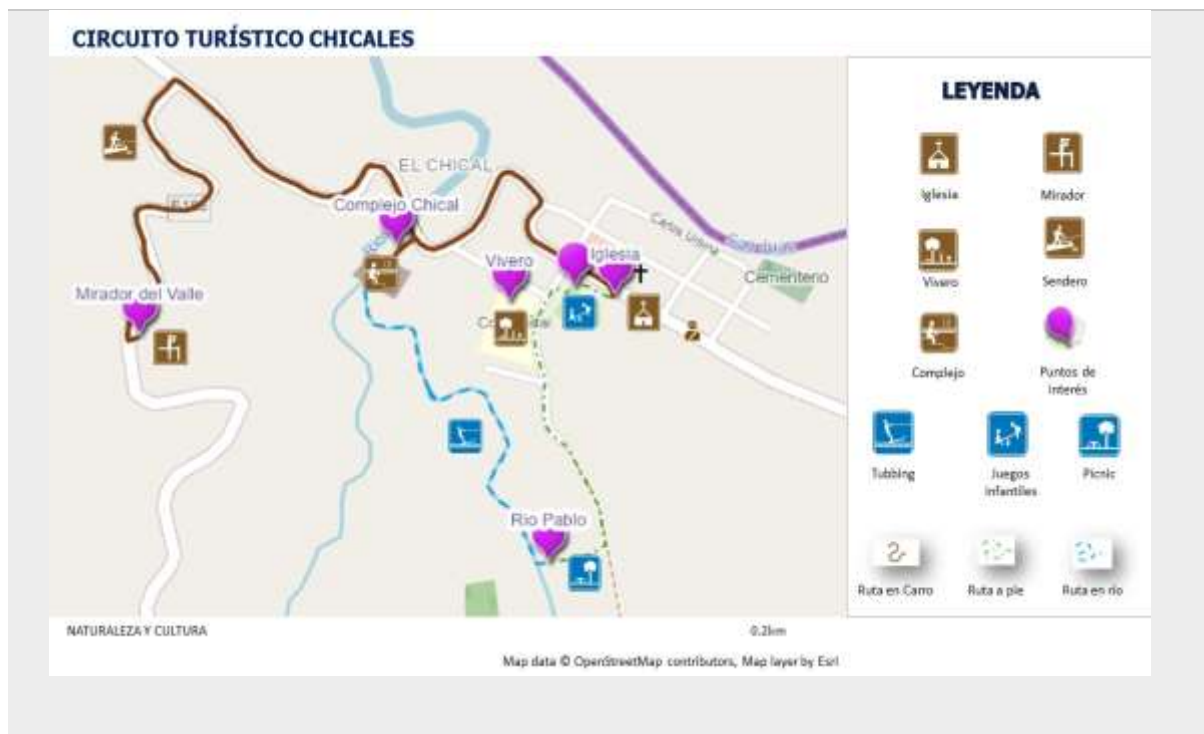 CIRCUITO TURÍSTICO CHICALES
EL CHICAL
Complejo Chical
Mirador del Valle
Vivero
Iglesia
Carlos Urbina
Cementerio
Rio Pablo
NATURALEZA Y CULTURA
0.2km
Map data © OpenStreetMap contributors, Map layer by Esri
LEYENDA
Iglesia
Mirador
Vivero
Sendero
Complejo
Puntos de
Interés
Tubbing
Juegos
Infantiles
Picnic
Ruta en Carro
Ruta a pie
Ruta en río